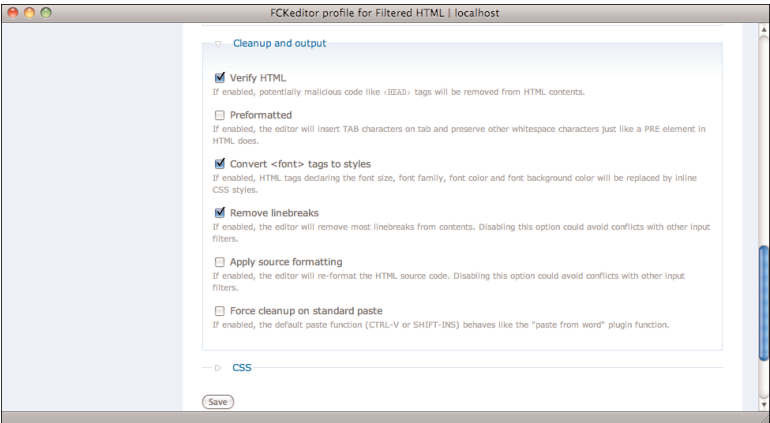 FCKeditor profile for Filtered HTML | localhost
Cleanup and output
Verify HTML
If enabled, potentially malicious code like <HEAD> tags will be removed from HTML contents.
Preformatted
If enabled, the editor will insert TAB characters on tab and preserve other whitespace characters just like a PRE element in
HTML does.
Convert <font> tags to styles
If enabled, HTML tags declaring the font size, font family, font color and font background color will be replaced by inline
CSS styles.
Remove linebreaks
If enabled, the editor will remove most linebreaks from contents. Disabling this option could avoid conflicts with other input
filters.
Apply source formatting
If enabled, the editor will re-format the HTML source code. Disabling this option could avoid conflicts with other input
filters.
Force cleanup on standard paste
If enabled, the default paste function (CTRL-V or SHIFT-INS) behaves like the "paste from word" plugin function.
CSS
Save